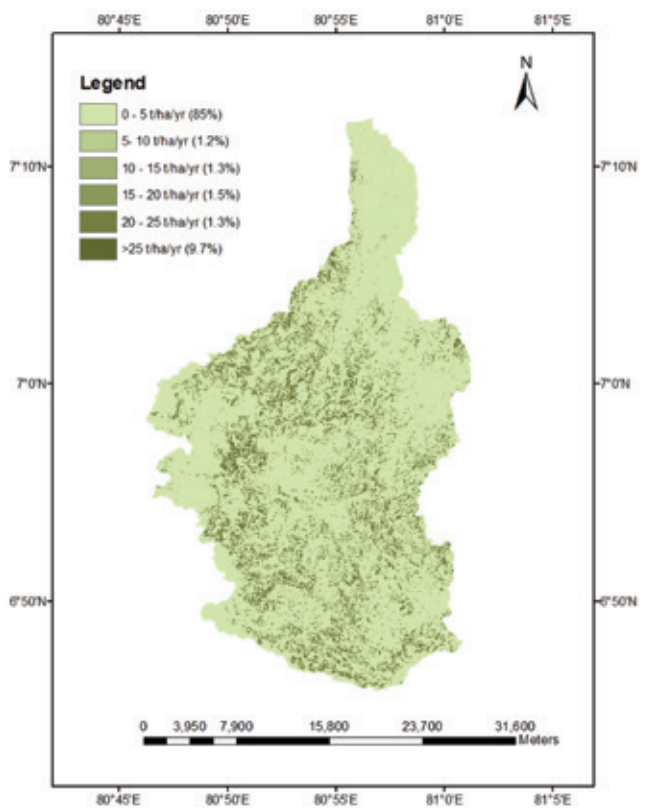 80°45'E 80°50'E 80°55'E 81°0'E 81°5'E
N
Legend
0 - 5 t/ha/yr (85%)
5- 10 t/ha/yr (1.2%)
10 - 15 t/ha/yr (1.3%)
15 - 20 t/ha/yr (1.5%)
20 - 25 t/ha/yr (1.3%)
>25 t/ha/yr (9.7%)
7°10'N 7°10'N
7°0'N 7°0'N
6°50'N 6°50'N
0 3,950 7,900 15,800 23,700 31,600
Meters
80°45'E 80°50'E 80°55'E 81°0'E 81°5'E